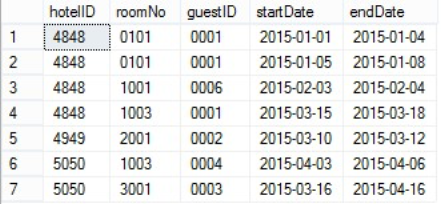 hotelID roomNo guestID startDate endDate
1 4848 0101 0001 2015-01-01 2015-01-04
2 4848 0101 0001 2015-01-05 2015-01-08
3 4848 1001 0006 2015-02-03 2015-02-04
4 4848 1003 0001 2015-03-15 2015-03-18
5 4949 2001 0002 2015-03-10 2015-03-12
6 5050 1003 0004 2015-04-03 2015-04-06
7 5050 3001 0003 2015-03-16 2015-04-16